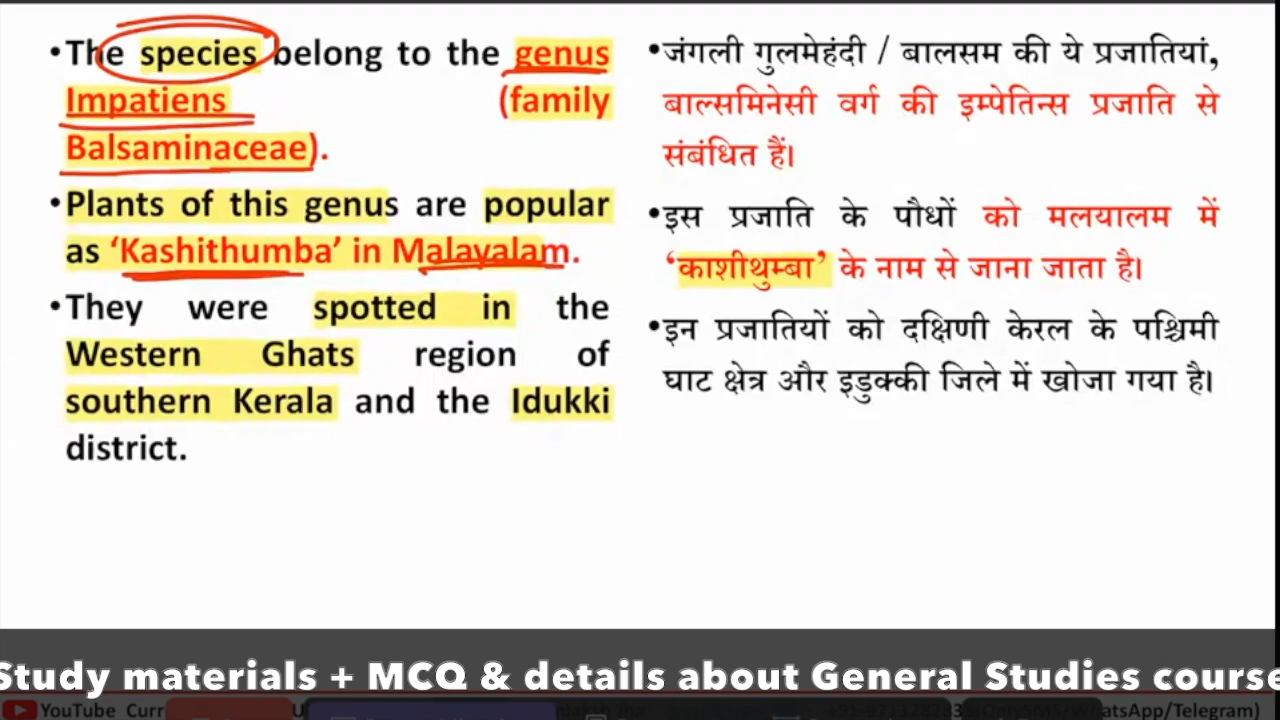 •The species belong to the genus
Impatiens (family
Balsaminaceae).
•Plants of this genus are popular
as ‘Kashithumba’ in Malayalam.
•They were spotted in the
Western Ghats region of
southern Kerala and the Idukki
district.
•जंगली गुलमेहंदी / बालसम की ये प्रजातियां,
बाल्समिनेसी वर्ग की इम्पेतिन्स प्रजाति से
संबंधित हैं।
•इस प्रजाति के पौधों को मलयालम में
‘काशीथुम्बा’ के नाम से जाना जाता है।
•इन प्रजातियों को दक्षिणी केरल के पश्चिमी
घाट क्षेत्र और इडुक्की जिले में खोजा गया है।
Study materials + MCQ & details about General Studies course
YouTube